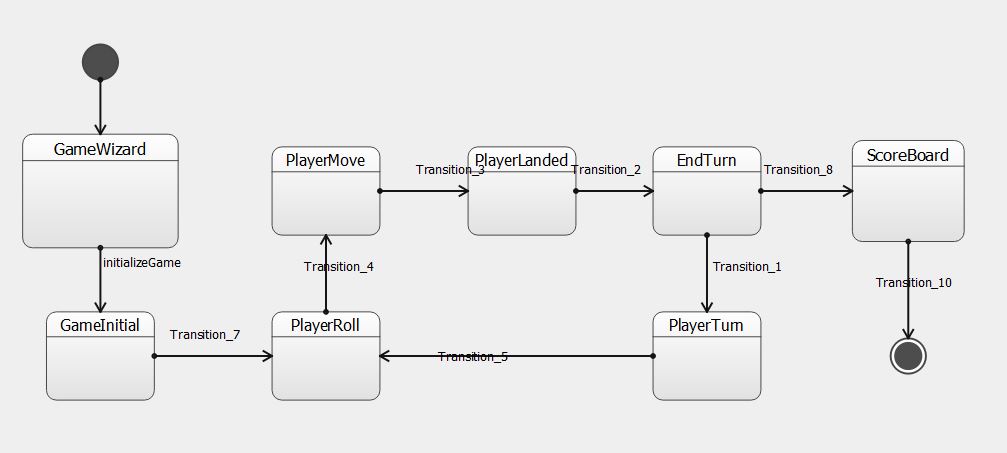 GameWizard
PlayerMove
Transition_3
PlayerLanded
Transition_2
EndTurn
Transition_8
ScoreBoard
initializeGame
Transition_4
Transition_1
Transition_10
GameInitial
Transition_7
PlayerRoll
Transition_5
PlayerTurn